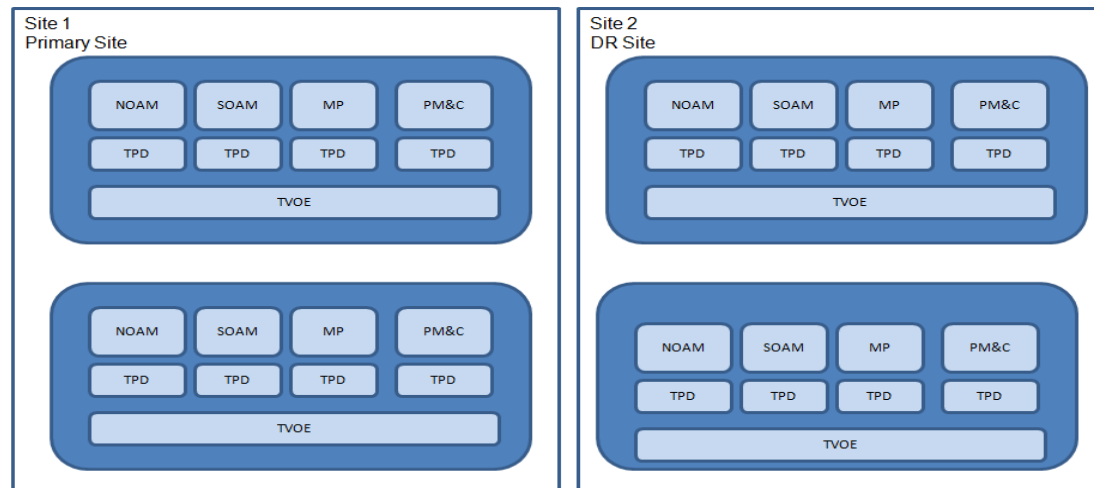 Site 1
Primary Site
NOAM SOAM MP PM&C
TPD TPD TPD TPD
TVOE
NOAM SOAM MP PM&C
TPD TPD TPD TPD
TVOE
Site 2
DR Site
NOAM SOAM MP PM&C
TPD TPD TPD TPD
TVOE
NOAM SOAM MP PM&C
TPD TPD TPD TPD
TVOE